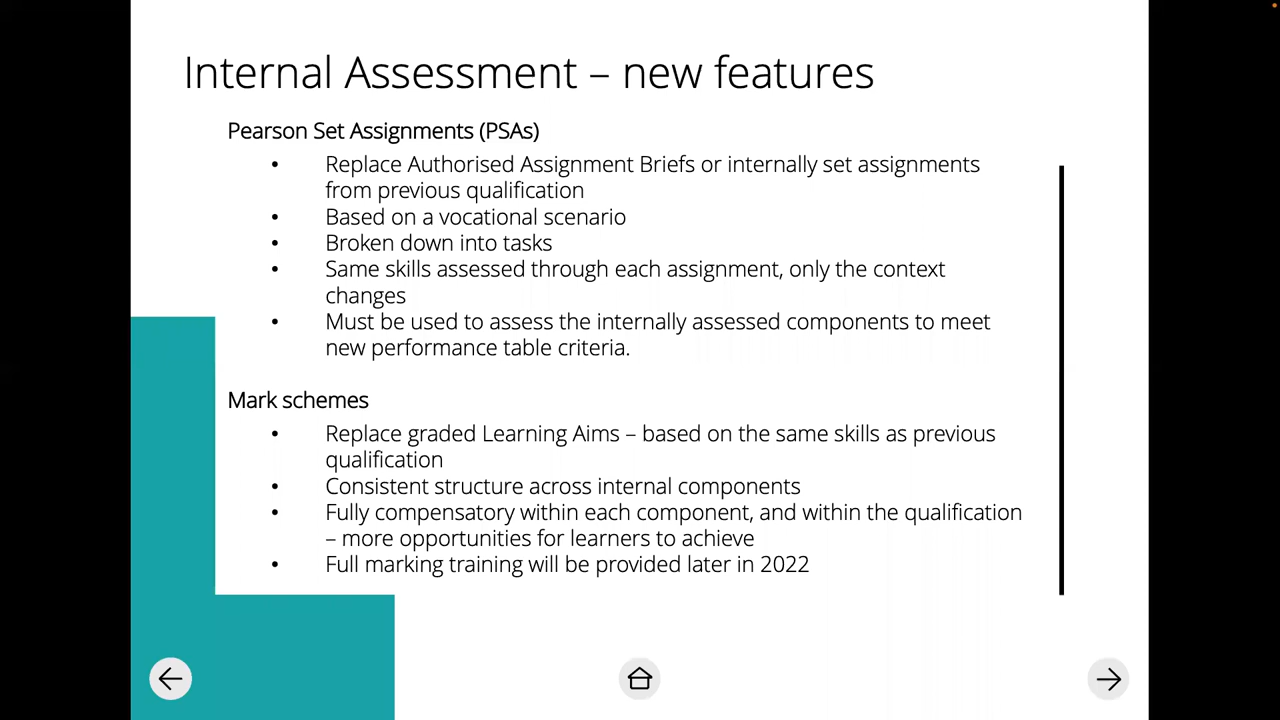 Internal Assessment – new features
Pearson Set Assignments (PSAs)
• Replace Authorised Assignment Briefs or internally set assignments
from previous qualification
• Based on a vocational scenario
• Broken down into tasks
• Same skills assessed through each assignment, only the context
changes
• Must be used to assess the internally assessed components to meet
new performance table criteria.
Mark schemes
• Replace graded Learning Aims – based on the same skills as previous
qualification
• Consistent structure across internal components
• Fully compensatory within each component, and within the qualification
– more opportunities for learners to achieve
• Full marking training will be provided later in 2022